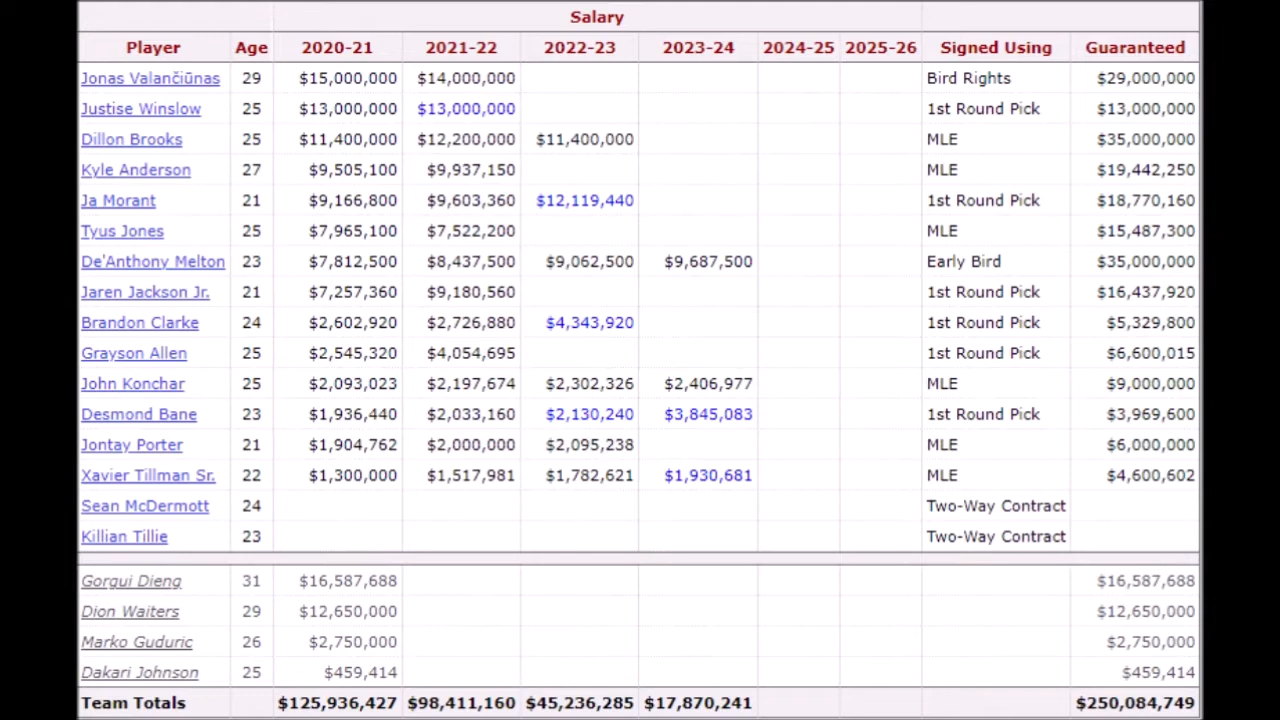 Salary
Player Age 2020-21 2021-22 2022-23 2023-24 2024-25 2025-26 Signed Using Guaranteed
Jonas Valančiūnas 29 $15,000,000 $14,000,000 Bird Rights $29,000,000
Justise Winslow 25 $13,000,000 $13,000,000 1st Round Pick $13,000,000
Dillon Brooks 25 $11,400,000 $12,200,000 $11,400,000 MLE $35,000,000
Kyle Anderson 27 $9,505,100 $9,937,150 MLE $19,442,250
Ja Morant 21 $9,166,800 $9,603,360 $12,119,440 1st Round Pick $18,770,160
Tyus Jones 25 $7,965,100 $7,522,200 MLE $15,487,300
De'Anthony Melton 23 $7,812,500 $8,437,500 $9,062,500 $9,687,500 Early Bird $35,000,000
Jaren Jackson Jr. 21 $7,257,360 $9,180,560 1st Round Pick $16,437,920
Brandon Clarke 24 $2,602,920 $2,726,880 $4,343,920 1st Round Pick $5,329,800
Grayson Allen 25 $2,545,320 $4,054,695 1st Round Pick $6,600,015
John Konchar 25 $2,093,023 $2,197,674 $2,302,326 $2,406,977 MLE $9,000,000
Desmond Bane 23 $1,936,440 $2,033,160 $2,130,240 $3,845,083 1st Round Pick $3,969,600
Jontay Porter 21 $1,904,762 $2,000,000 $2,095,238 MLE $6,000,000
Xavier Tillman Sr. 22 $1,300,000 $1,517,981 $1,782,621 $1,930,681 MLE $4,600,602
Sean McDermott 24 Two-Way Contract
Killian Tillie 23 Two-Way Contract
Gorgui Dieng 31 $16,587,688 $16,587,688
Dion Waiters 29 $12,650,000 $12,650,000
Marko Guduric 26 $2,750,000 $2,750,000
Dakari Johnson 25 $459,414 $459,414
Team Totals $125,936,427 $98,411,160 $45,236,285 $17,870,241 $250,084,749